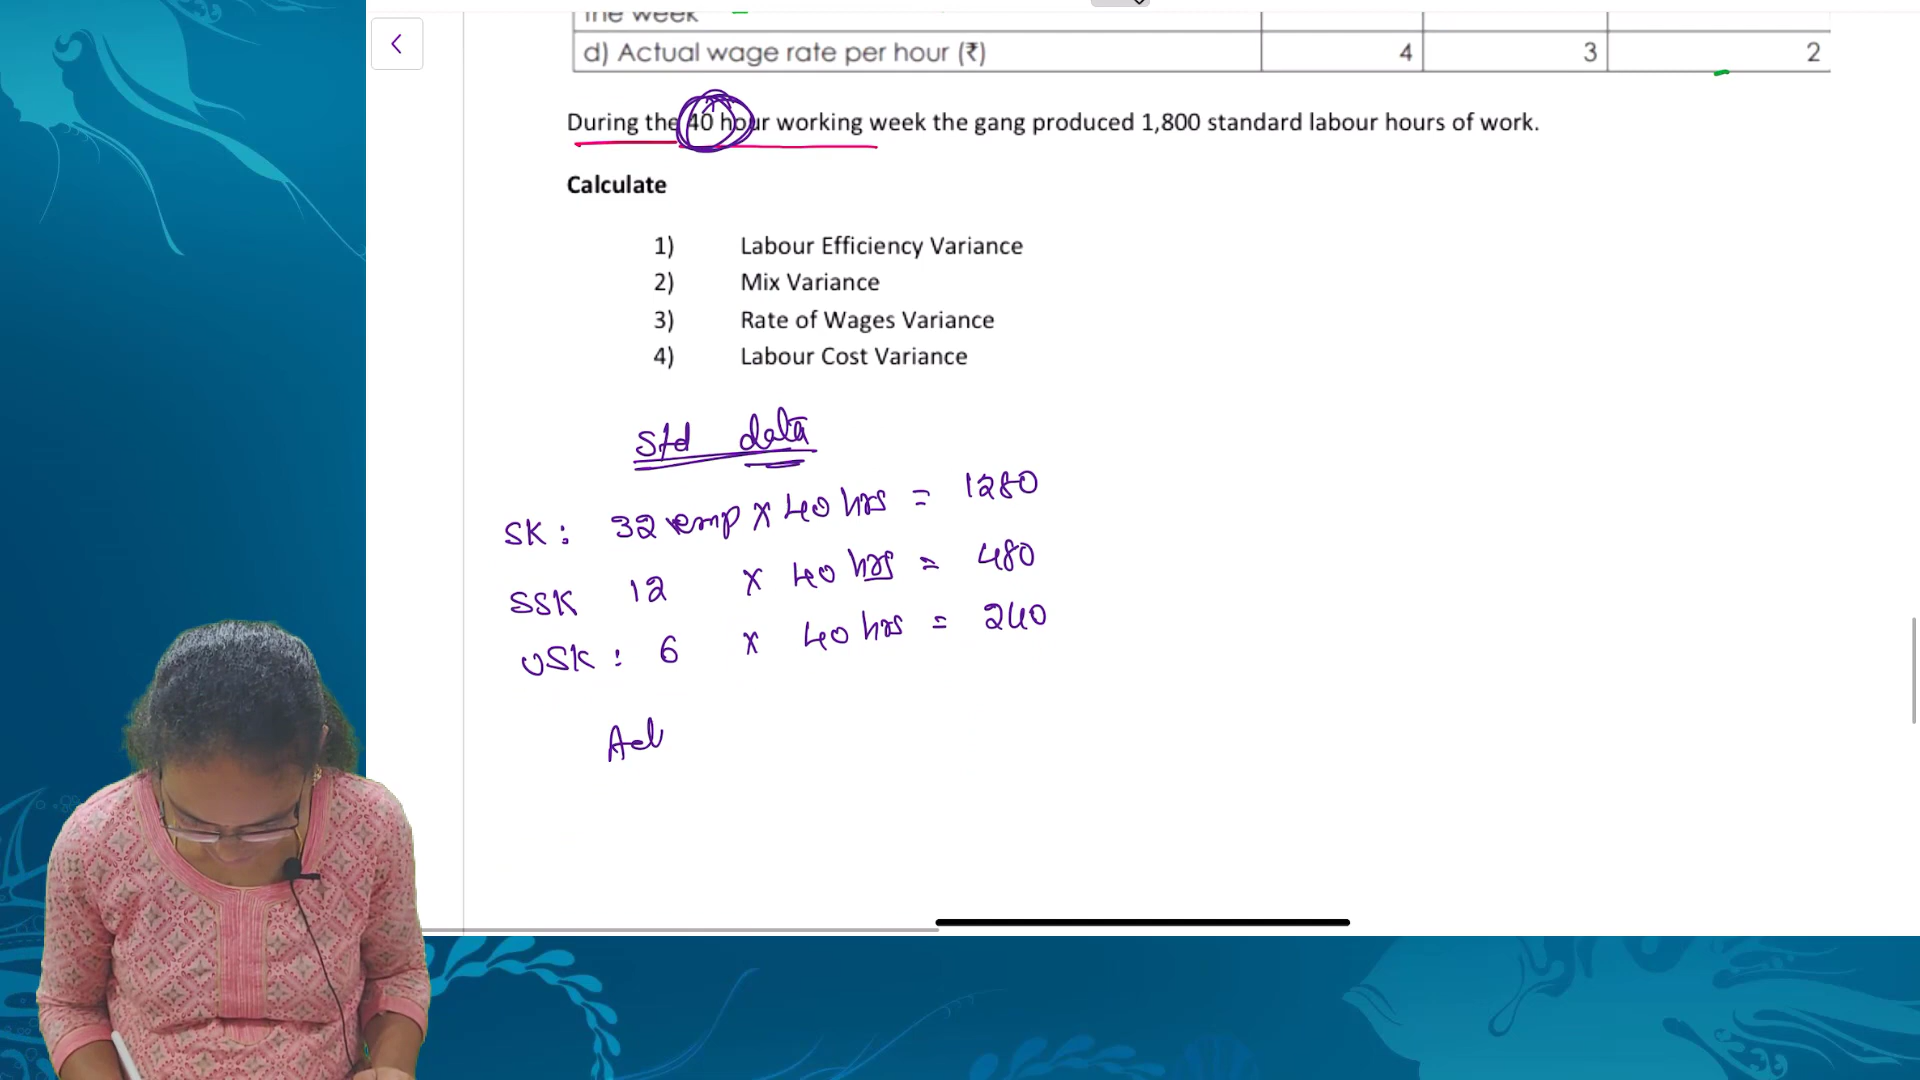 the week
d) Actual wage rate per hour (₹) 4 3 2
During the 40 hour working week the gang produced 1,800 standard labour hours of work.
Calculate
1) Labour Efficiency Variance
2) Mix Variance
3) Rate of Wages Variance
4) Labour Cost Variance
Std data
SK : 32 emp x 40 hrs = 1280
SSK 12 x 40 hrs = 480
USK : 6 x 40 hrs = 240
Act